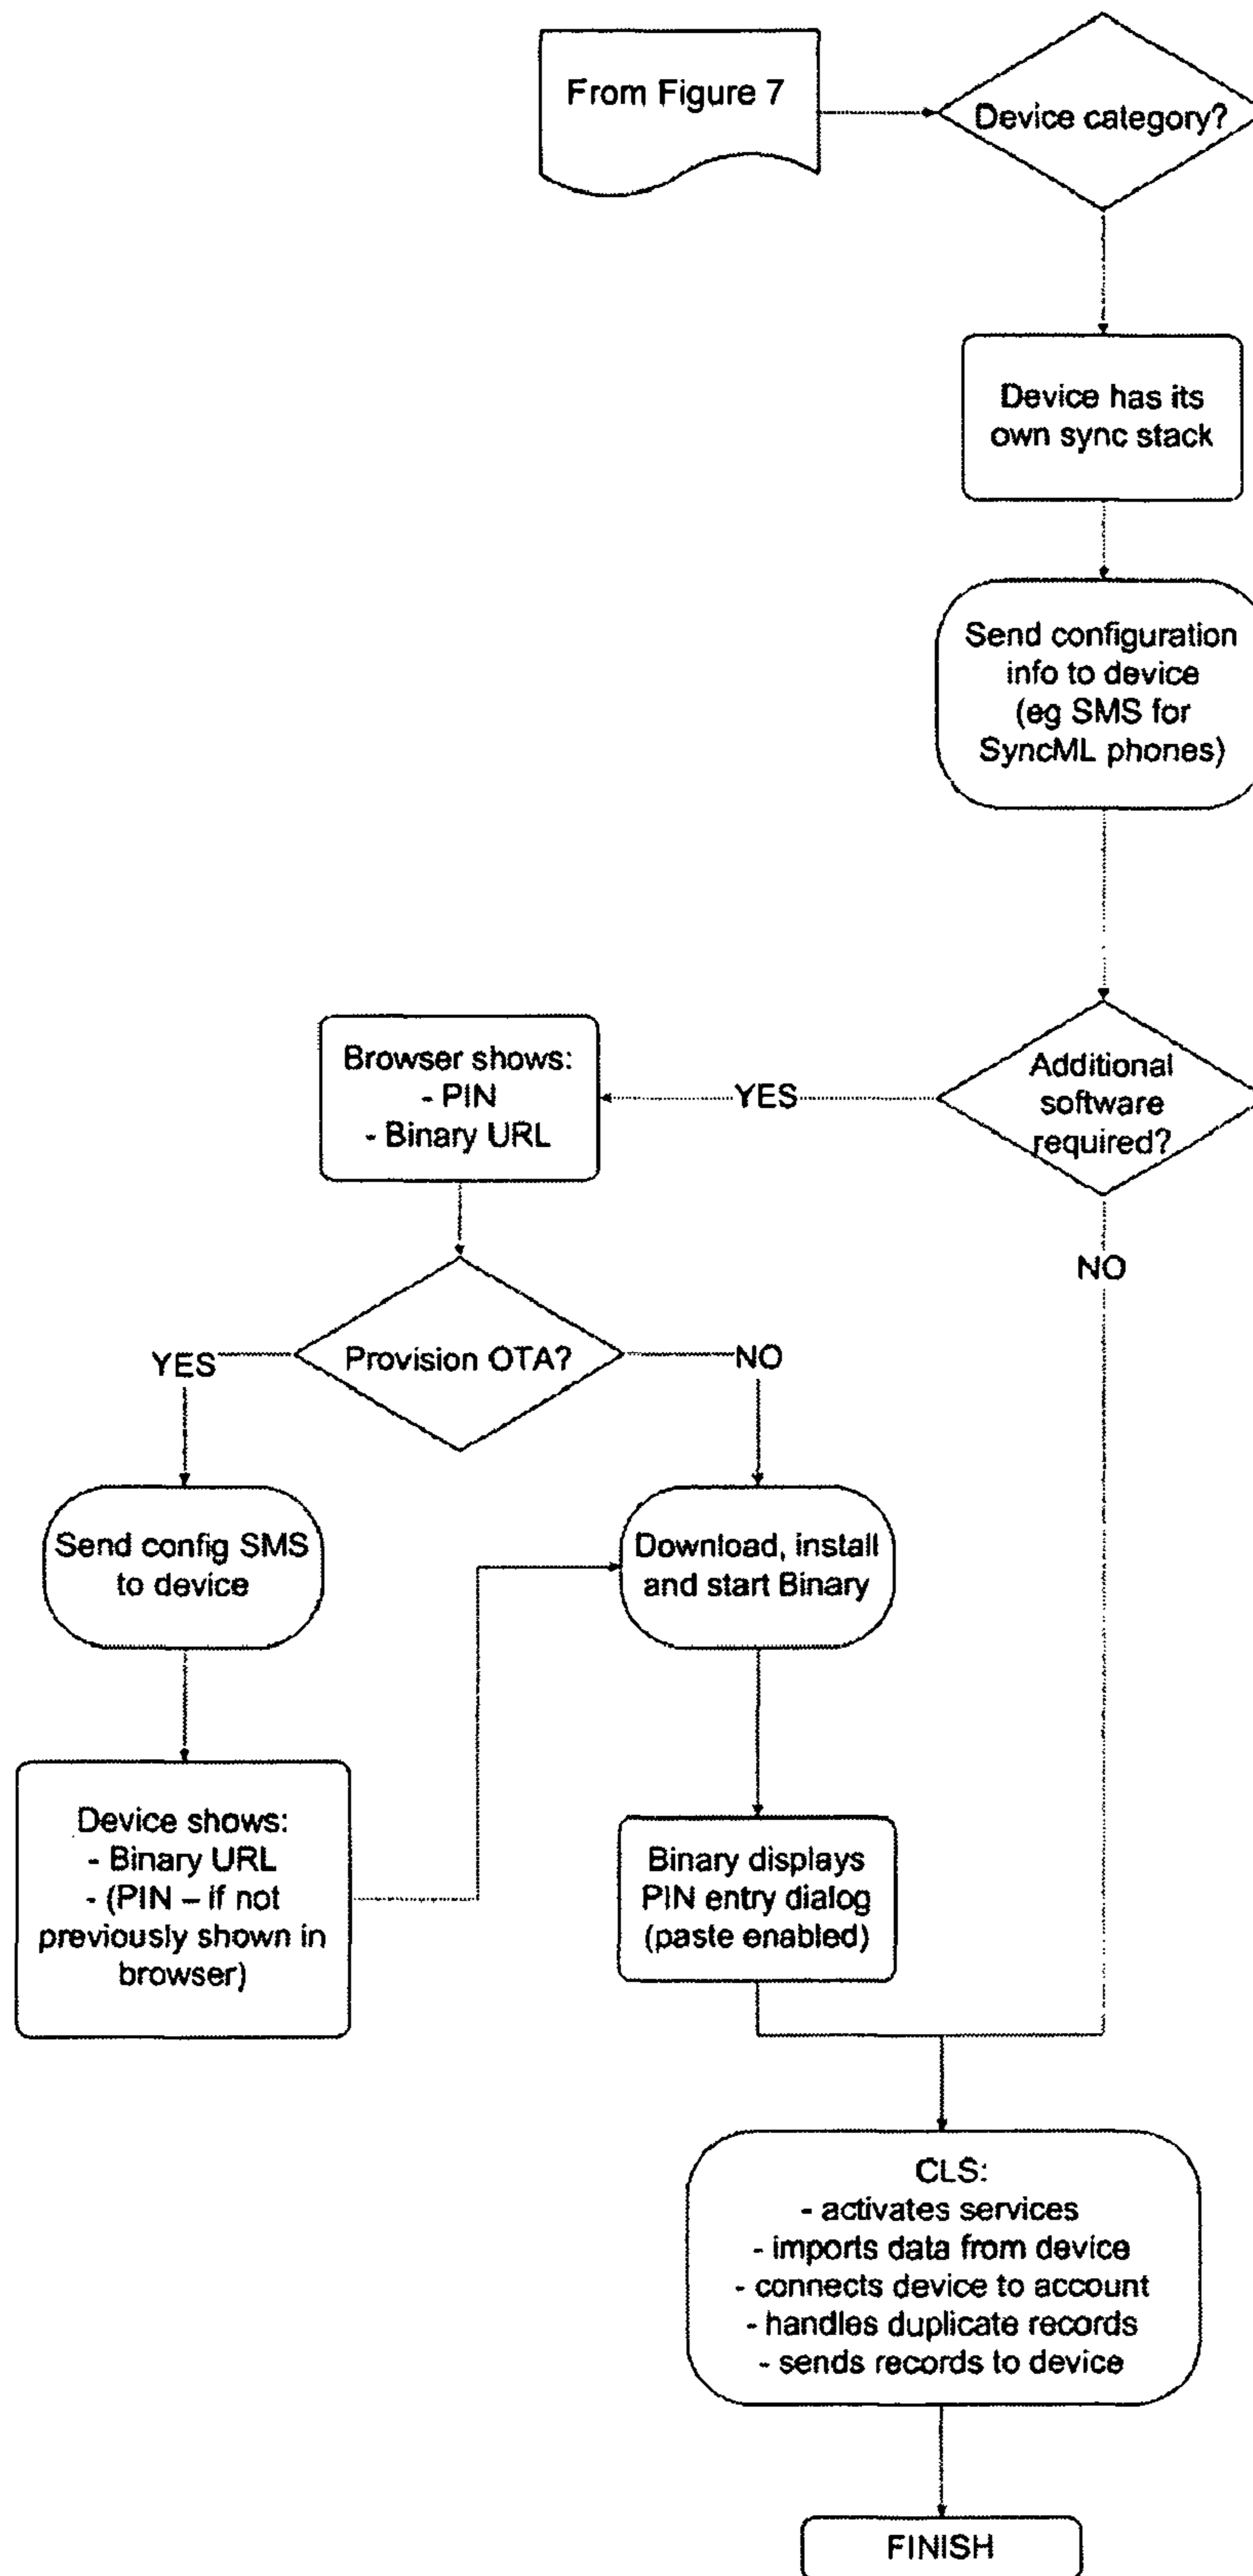 From Figure 7
Device category?
Device has its
own sync stack
Send configuration
info to device
(eg SMS for
SyncML phones)
Additional
software
required?
YES
NO
Browser shows:
- PIN
- Binary URL
Provision OTA?
YES
NO
Send config SMS
to device
Download, install
and start Binary
Device shows:
- Binary URL
- (PIN – if not
previously shown in
browser)
Binary displays
PIN entry dialog
(paste enabled)
CLS:
- activates services
- imports data from device
- connects device to account
- handles duplicate records
- sends records to device
FINISH